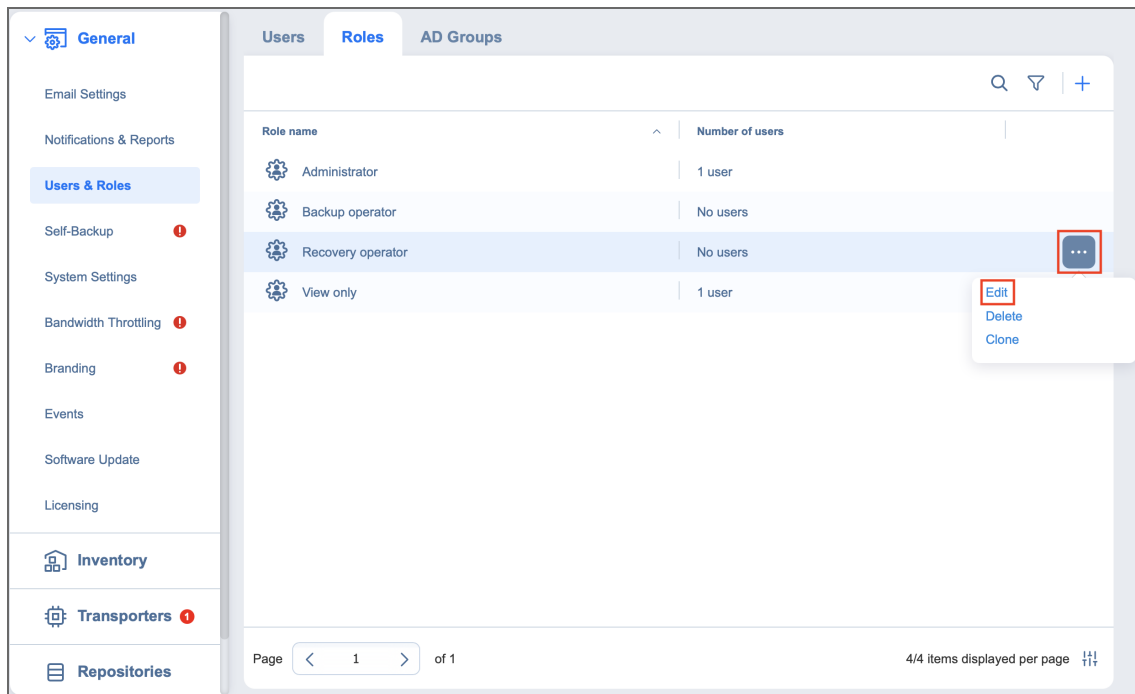 General
Email Settings
Notifications & Reports
Users & Roles
Self-Backup
System Settings
Bandwidth Throttling
Branding
Events
Software Update
Licensing
Inventory
Transporters 1
Repositories
Users Roles AD Groups
Role name Number of users
Administrator 1 user
Backup operator No users
Recovery operator No users
View only 1 user
Edit
Delete
Clone
Page 1 of 1
4/4 items displayed per page